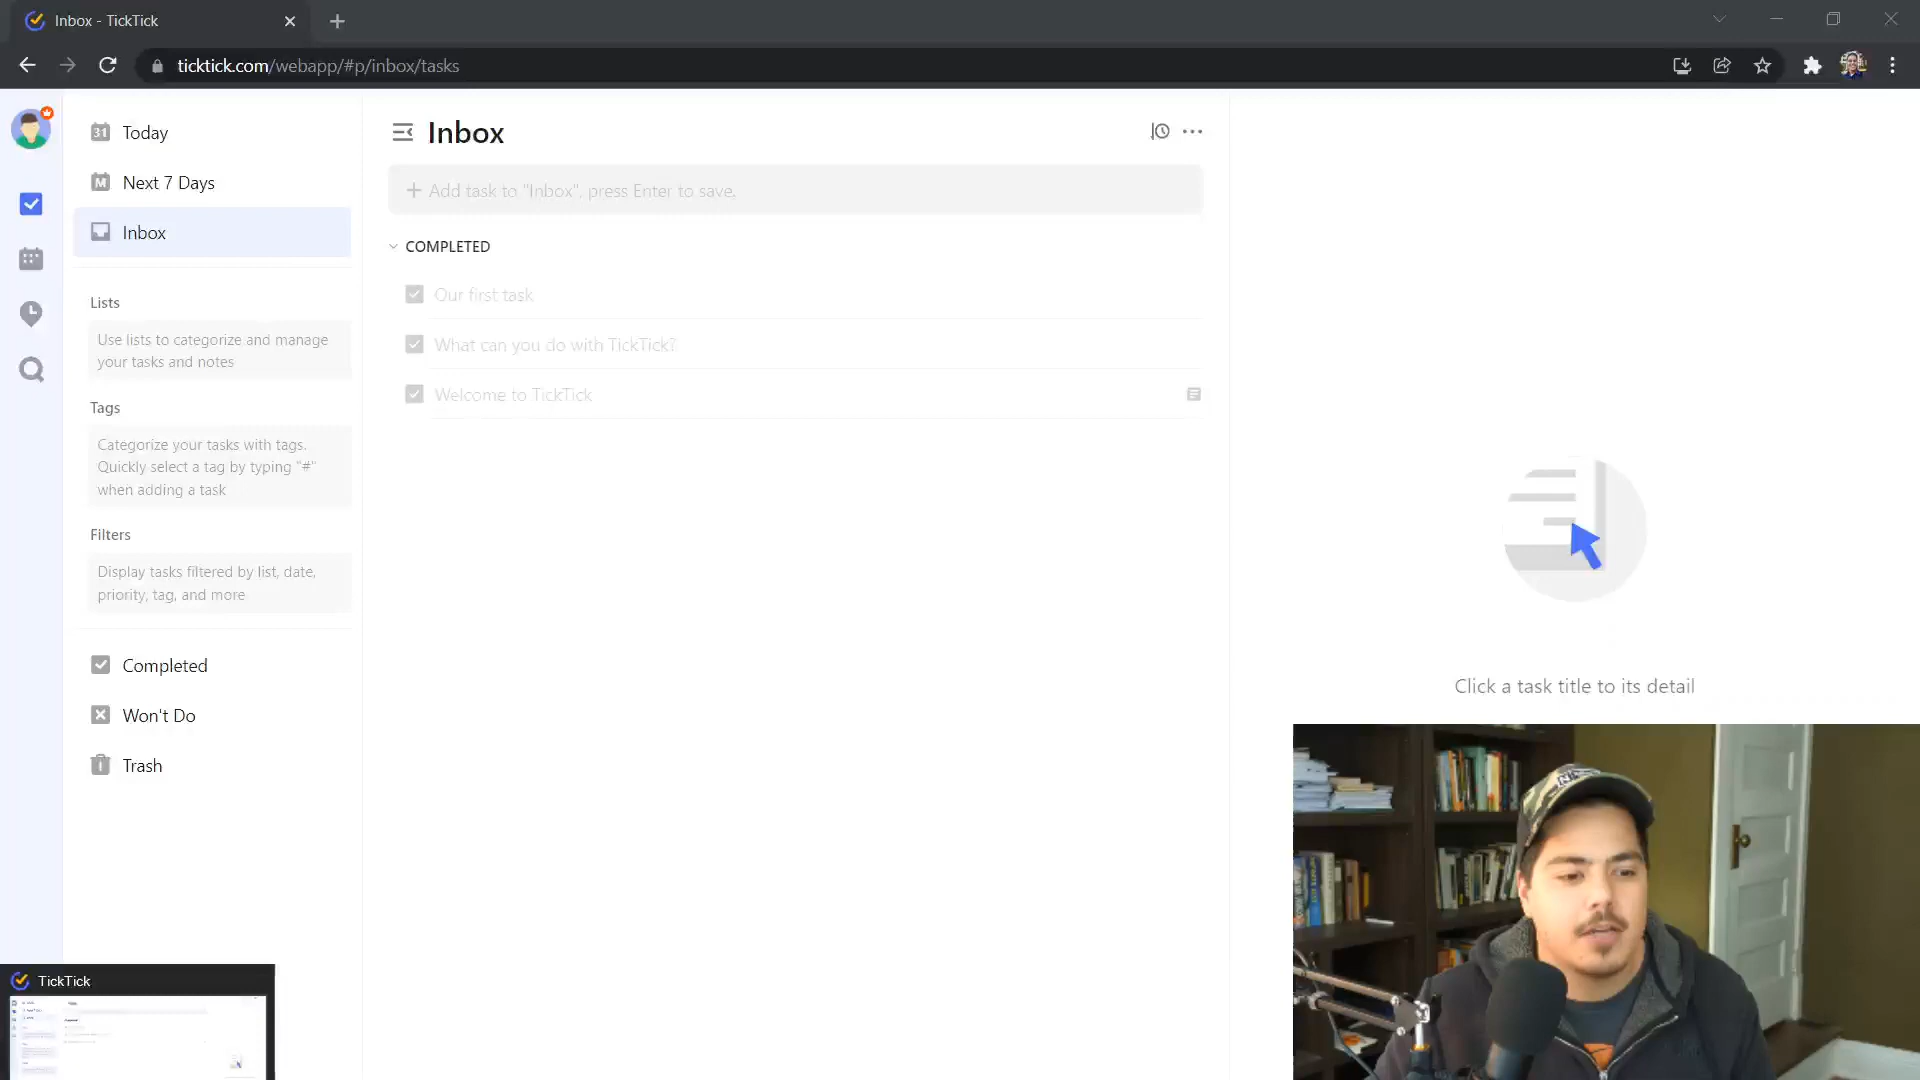 Inbox - TickTick
ticktick.com/webapp/#p/inbox/tasks
31 Today
M Next 7 Days
Inbox
Lists
Use lists to categorize and manage
your tasks and notes
Tags
Categorize your tasks with tags.
Quickly select a tag by typing "#"
when adding a task
Filters
Display tasks filtered by list, date,
priority, tag, and more
Completed
Won't Do
Trash
Inbox
+ Add task to "Inbox", press Enter to save.
COMPLETED
Our first task
What can you do with TickTick?
Welcome to TickTick
Click a task title to its detail
TickTick